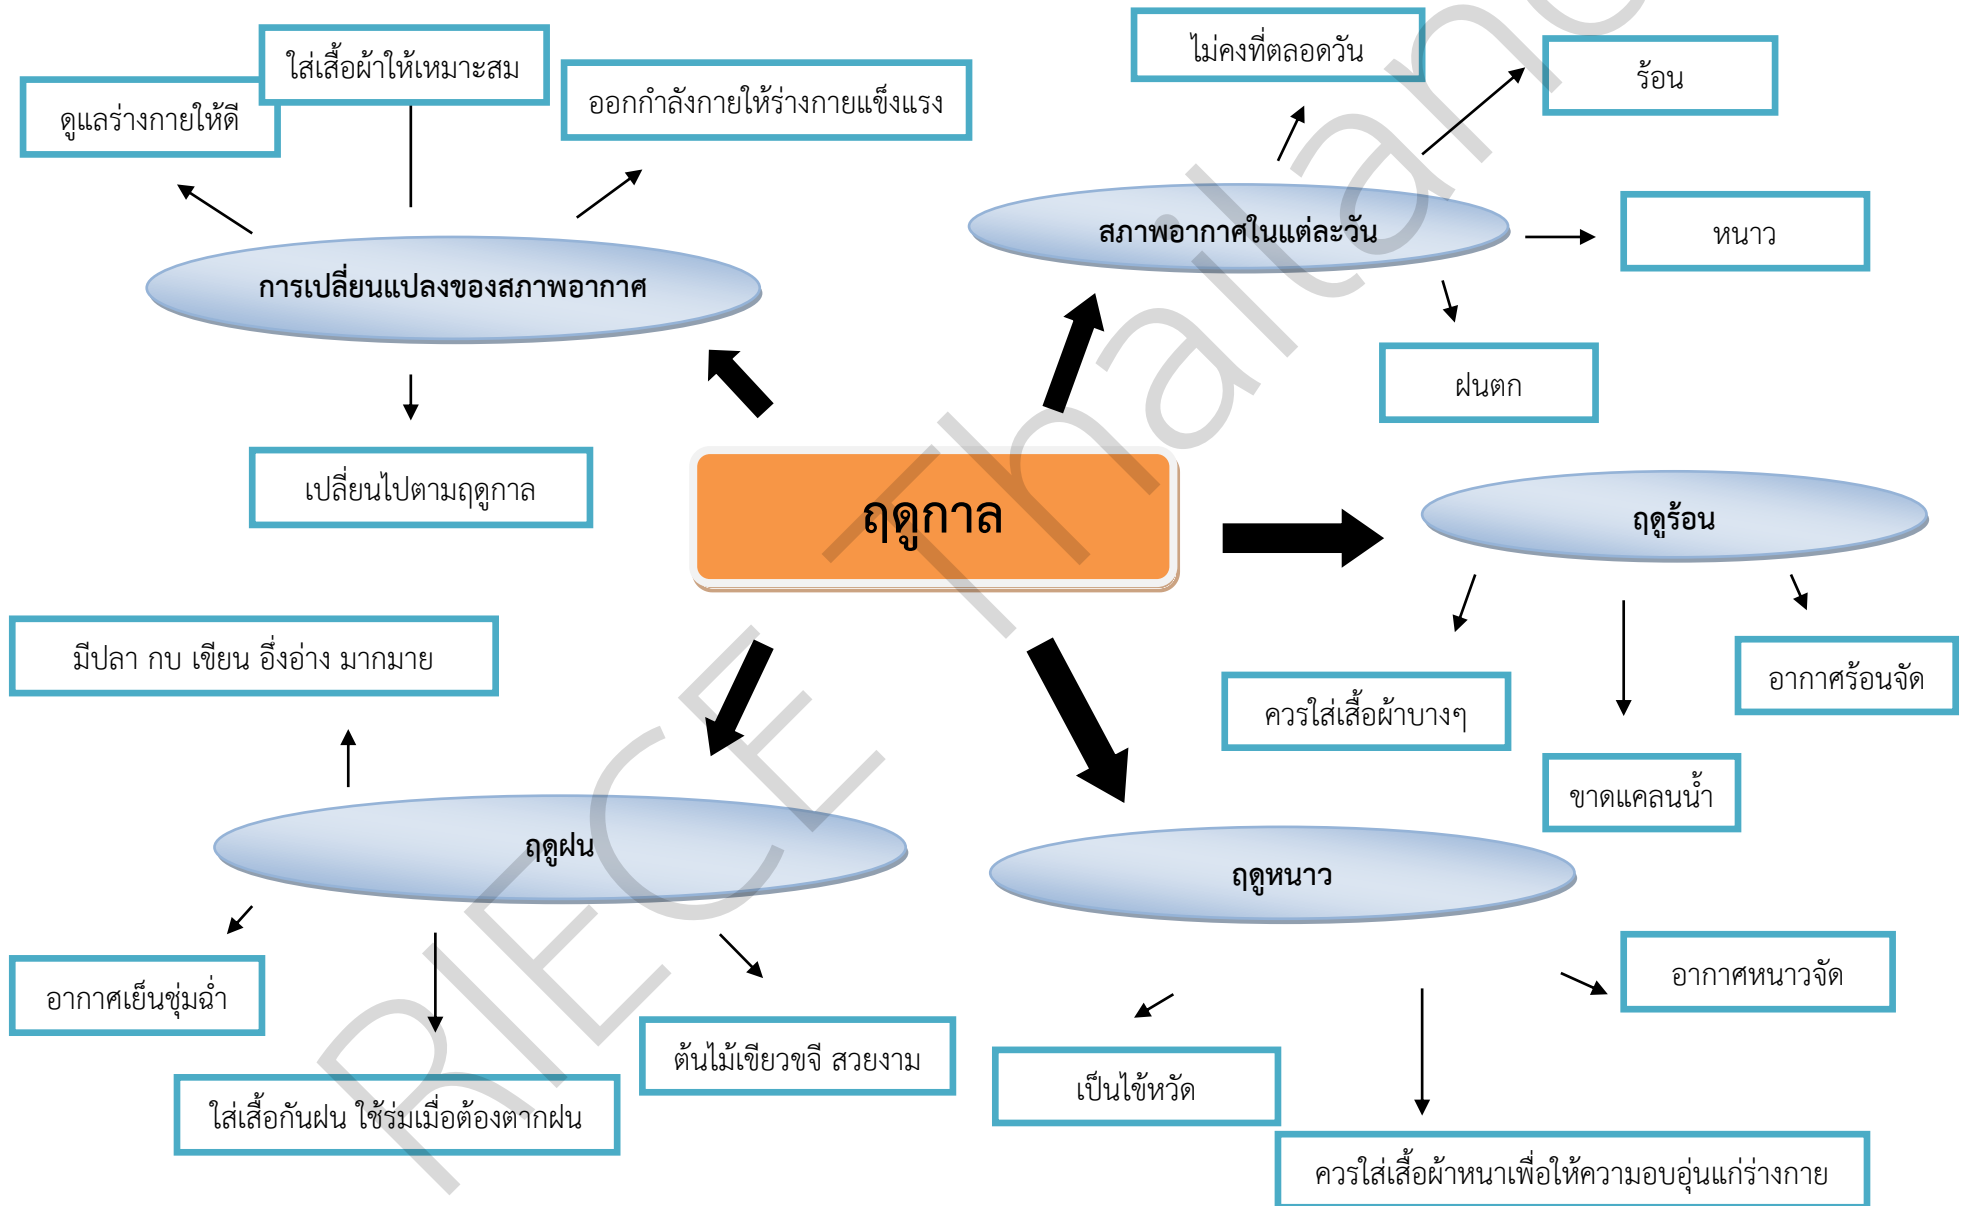 ใส่เสื้อผ้าให้เหมาะสม
ดูแลร่างกายให้ดี
ออกกำลังกายให้ร่างกายแข็งแรง
การเปลี่ยนแปลงของสภาพอากาศ
เปลี่ยนไปตามฤดูกาล
ไม่คงที่ตลอดวัน
ร้อน
สภาพอากาศในแต่ละวัน
หนาว
ฝนตก
ฤดูกาล
ฤดูร้อน
ควรใส่เสื้อผ้าบางๆ
ขาดแคลนน้ำ
อากาศร้อนจัด
มีปลา กบ เขียน อึ่งอ่าง มากมาย
ฤดูฝน
อากาศเย็นชุ่มฉ่ำ
ใส่เสื้อกันฝน ใช้ร่มเมื่อต้องตากฝน
ต้นไม้เขียวขจี สวยงาม
ฤดูหนาว
เป็นไข้หวัด
อากาศหนาวจัด
ควรใส่เสื้อผ้าหนาเพื่อให้ความอบอุ่นแก่ร่างกาย
RIECE Thailand